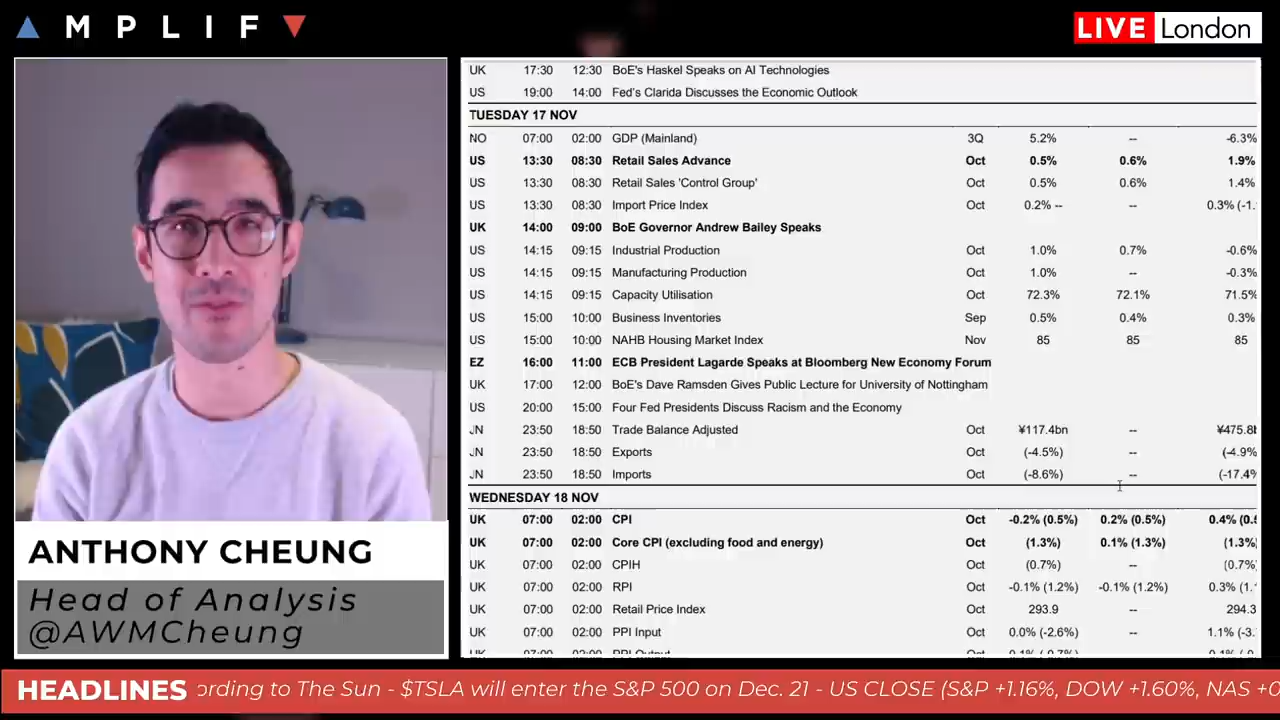 ▲ M P L I F ▼
LIVE London
UK 17:30 12:30 BoE's Haskel Speaks on AI Technologies
US 19:00 14:00 Fed's Clarida Discusses the Economic Outlook
TUESDAY 17 NOV
NO 07:00 02:00 GDP (Mainland) 3Q 5.2% -- -6.3%
US 13:30 08:30 Retail Sales Advance Oct 0.5% 0.6% 1.9%
US 13:30 08:30 Retail Sales 'Control Group' Oct 0.5% 0.6% 1.4%
US 13:30 08:30 Import Price Index Oct 0.2% -- -- 0.3% (-1.
UK 14:00 09:00 BoE Governor Andrew Bailey Speaks
US 14:15 09:15 Industrial Production Oct 1.0% 0.7% -0.6%
US 14:15 09:15 Manufacturing Production Oct 1.0% -- -0.3%
US 14:15 09:15 Capacity Utilisation Oct 72.3% 72.1% 71.5%
US 15:00 10:00 Business Inventories Sep 0.5% 0.4% 0.3%
US 15:00 10:00 NAHB Housing Market Index Nov 85 85 85
EZ 16:00 11:00 ECB President Lagarde Speaks at Bloomberg New Economy Forum
UK 17:00 12:00 BoE's Dave Ramsden Gives Public Lecture for University of Nottingham
US 20:00 15:00 Four Fed Presidents Discuss Racism and the Economy
JN 23:50 18:50 Trade Balance Adjusted Oct ¥117.4bn -- ¥475.8b
JN 23:50 18:50 Exports Oct (-4.5%) -- (-4.9%
JN 23:50 18:50 Imports Oct (-8.6%) -- (-17.4%
WEDNESDAY 18 NOV
UK 07:00 02:00 CPI Oct -0.2% (0.5%) 0.2% (0.5%) 0.4% (0.5
UK 07:00 02:00 Core CPI (excluding food and energy) Oct (1.3%) 0.1% (1.3%) (1.3%)
UK 07:00 02:00 CPIH Oct (0.7%) -- (0.7%)
UK 07:00 02:00 RPI Oct -0.1% (1.2%) -0.1% (1.2%) 0.3% (1.
UK 07:00 02:00 Retail Price Index Oct 293.9 -- 294.3
UK 07:00 02:00 PPI Input Oct 0.0% (-2.6%) -- 1.1% (-3.
ANTHONY CHEUNG
Head of Analysis
@AWMCheung
HEADLINES ording to The Sun - $TSLA will enter the S&P 500 on Dec. 21 - US CLOSE (S&P +1.16%, DOW +1.60%, NAS +0